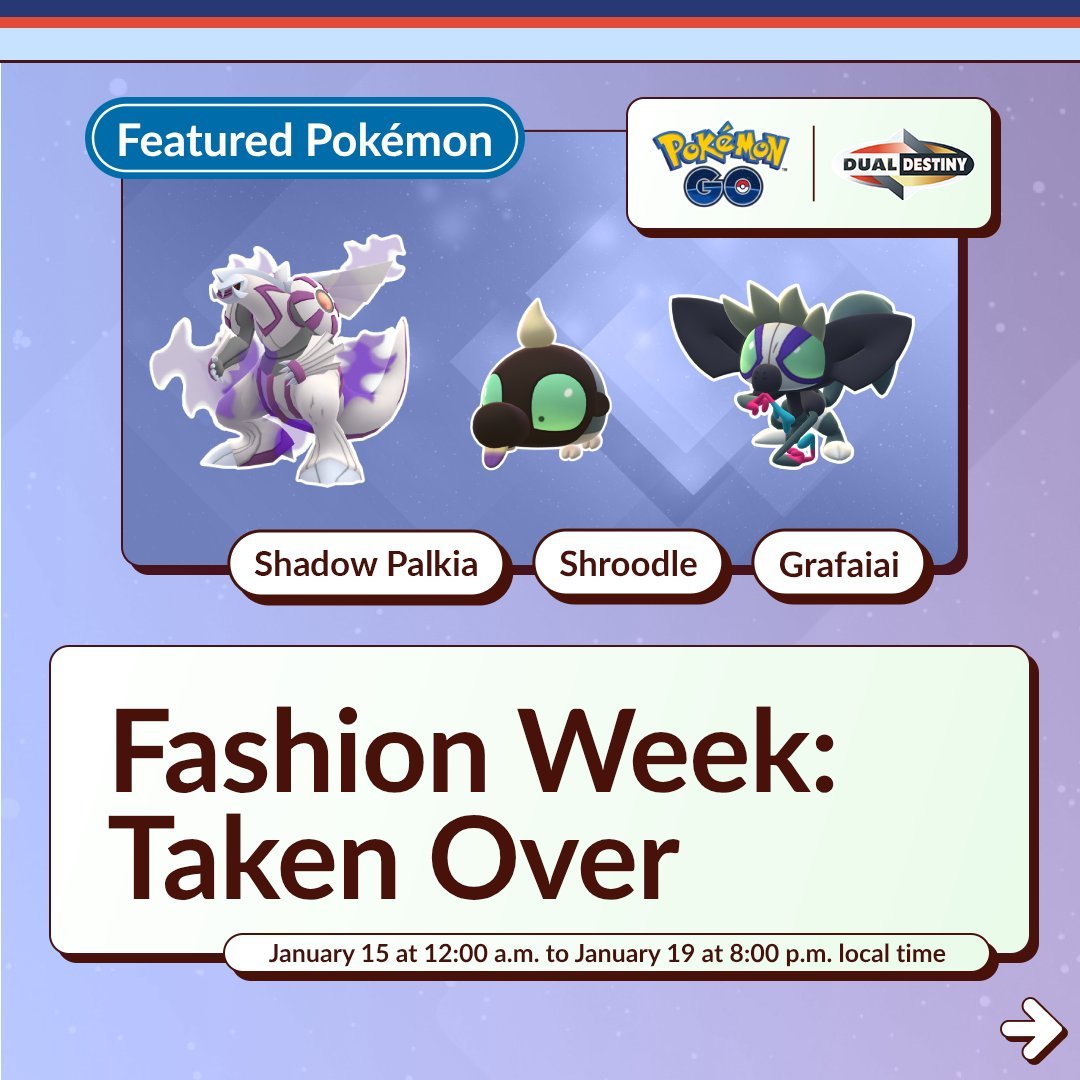 Featured Pokémon
Pokémon
GO
DUAL DESTINY
Shadow Palkia
Shroodle
Grafaiai
Fashion Week:
Taken Over
January 15 at 12:00 a.m. to January 19 at 8:00 p.m. local time